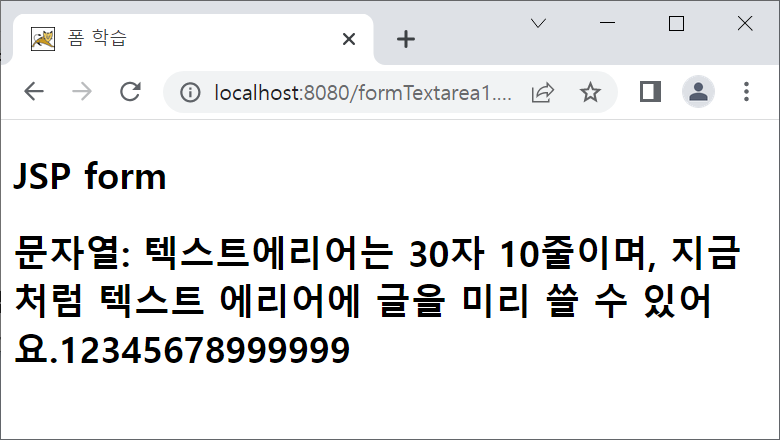 폼 학습
localhost:8080/formTextarea1....
JSP form
문자열: 텍스트에리어는 30자 10줄이며, 지금
처럼 텍스트 에리어에 글을 미리 쓸 수 있어
요.12345678999999